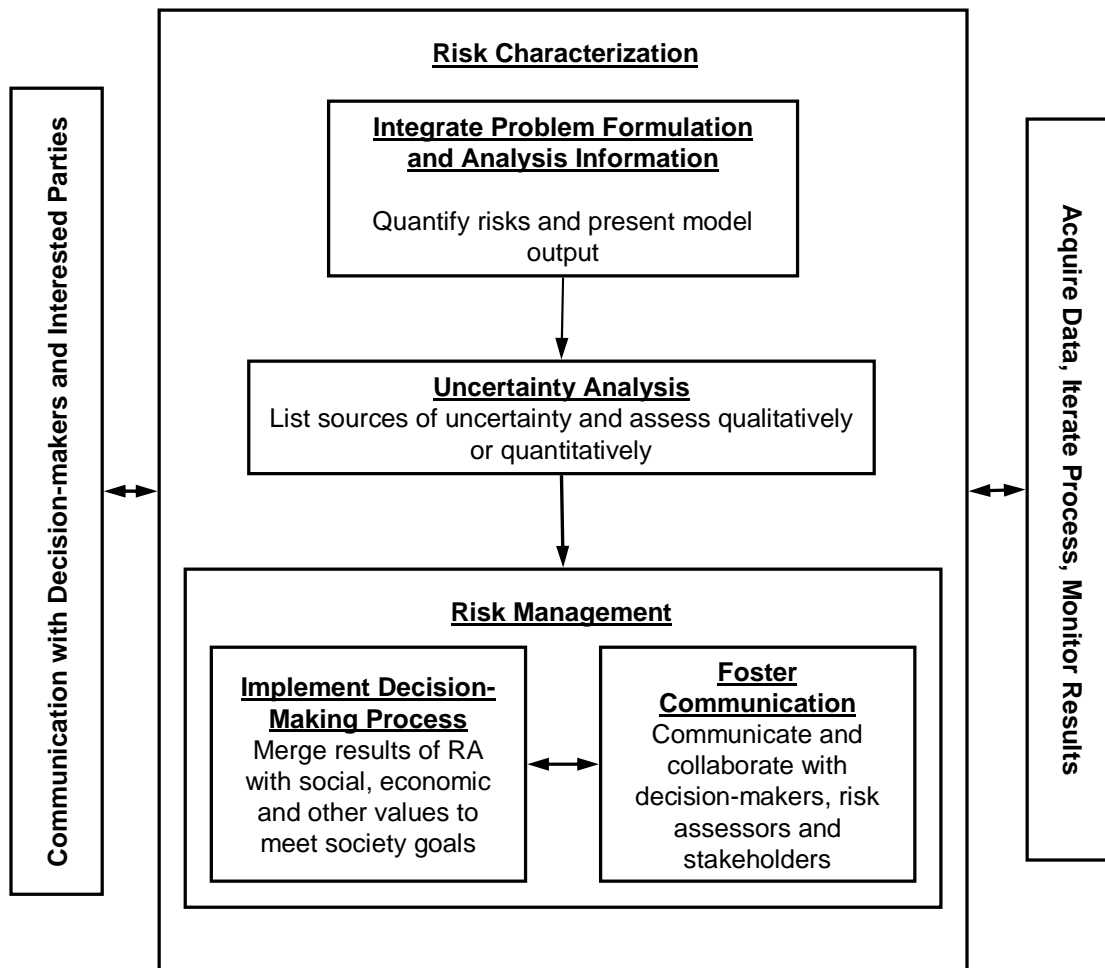 Risk Characterization
Integrate Problem Formulation
and Analysis Information
Quantify risks and present model
output
Uncertainty Analysis
List sources of uncertainty and assess qualitatively
or quantitatively
Risk Management
Implement Decision-
Making Process
Merge results of RA
with social, economic
and other values to
meet society goals
Foster
Communication
Communicate and
collaborate with
decision-makers, risk
assessors and
stakeholders
Communication with Decision-makers and Interested Parties
Acquire Data, Iterate Process, Monitor Results